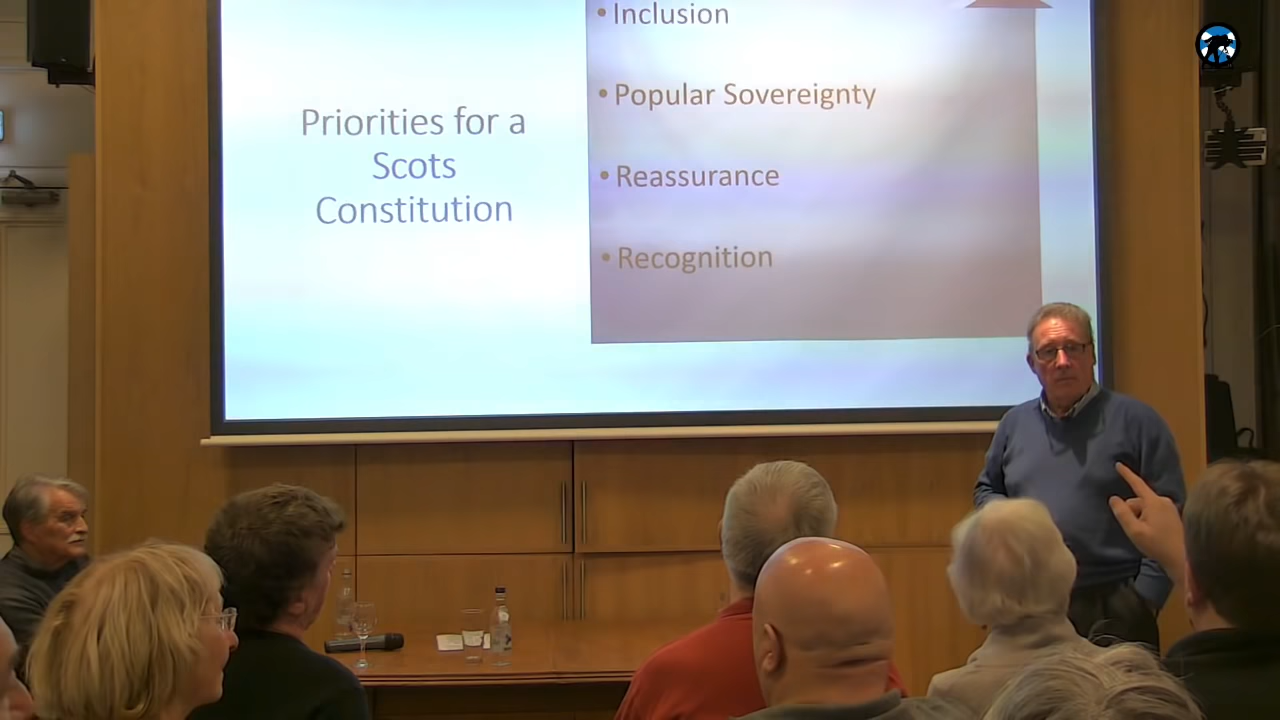 Priorities for a
Scots
Constitution
• Inclusion
• Popular Sovereignty
• Reassurance
• Recognition